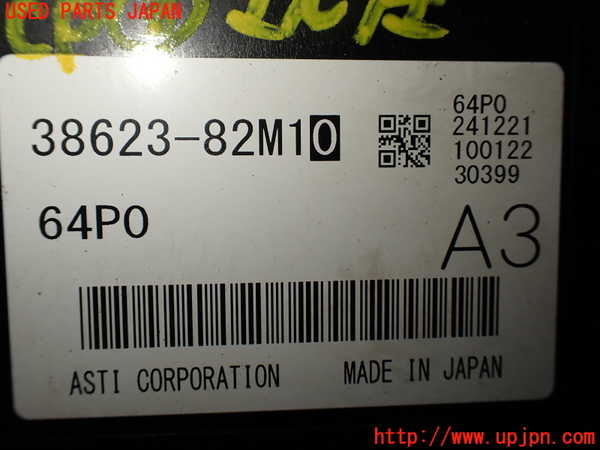 USED PARTS JAPAN
38623-82M10
64P0
241221
100122
30399
64P0
A3
ASTI CORPORATION MADE IN JAPAN
http://www.upjpn.com/